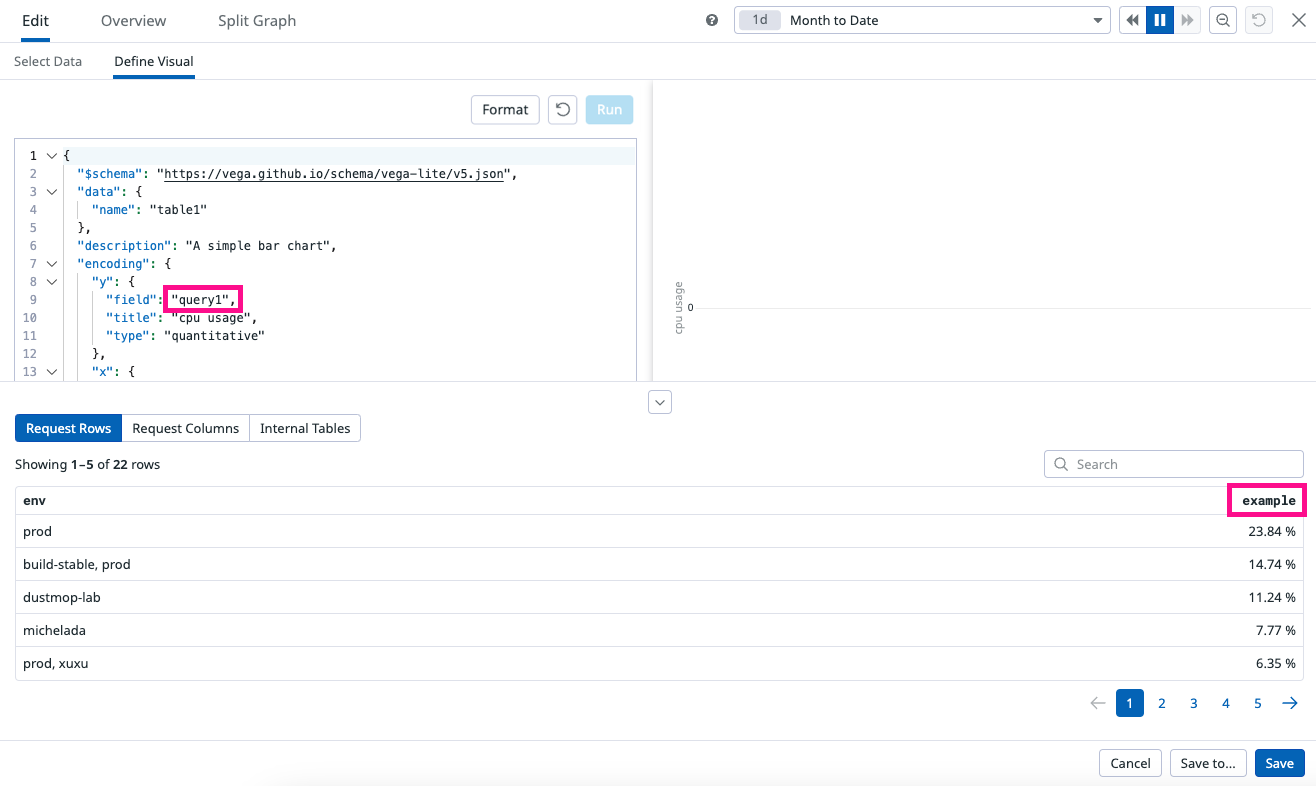 Edit Overview Split Graph 1d Month to Date
Select Data Define Visual
Format Run
1 {
2 "$schema": "https://vega.github.io/schema/vega-lite/v5.json",
3 "data": {
4 "name": "table1"
5 },
6 "description": "A simple bar chart",
7 "encoding": {
8 "y": {
9 "field": "query1",
10 "title": "cpu usage",
11 "type": "quantitative"
12 },
13 "x": {
cpu usage
0
Request Rows Request Columns Internal Tables
Showing 1–5 of 22 rows Search
env example
prod 23.84 %
build-stable, prod 14.74 %
dustmop-lab 11.24 %
michelada 7.77 %
prod, xuxu 6.35 %
1 2 3 4 5
Cancel Save to... Save